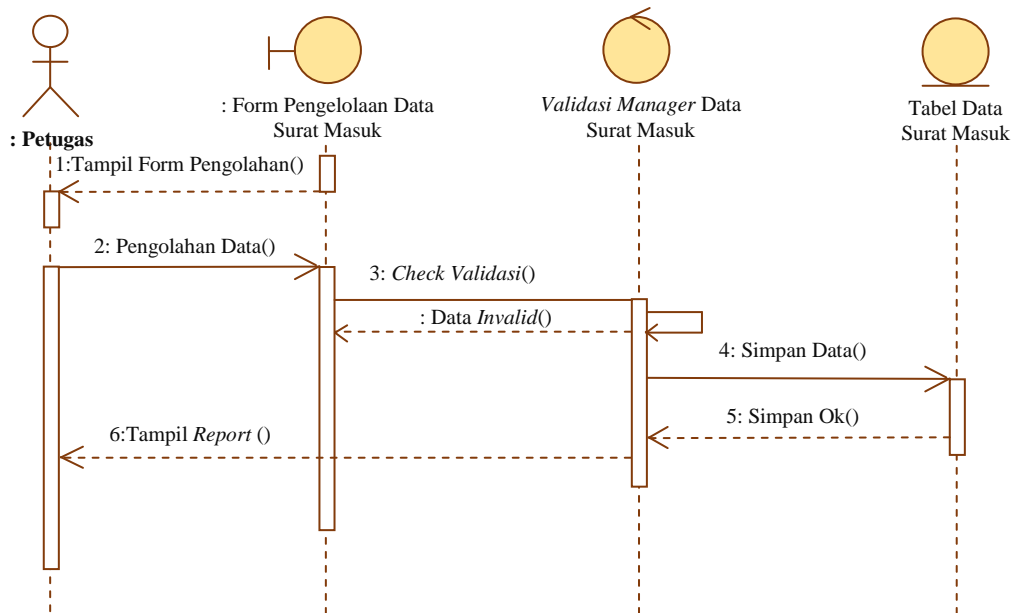 : Petugas
: Form Pengelolaan Data
Surat Masuk
Validasi Manager Data
Surat Masuk
Tabel Data
Surat Masuk
1:Tampil Form Pengolahan()
2: Pengolahan Data()
3: Check Validasi()
: Data Invalid()
4: Simpan Data()
5: Simpan Ok()
6:Tampil Report ()